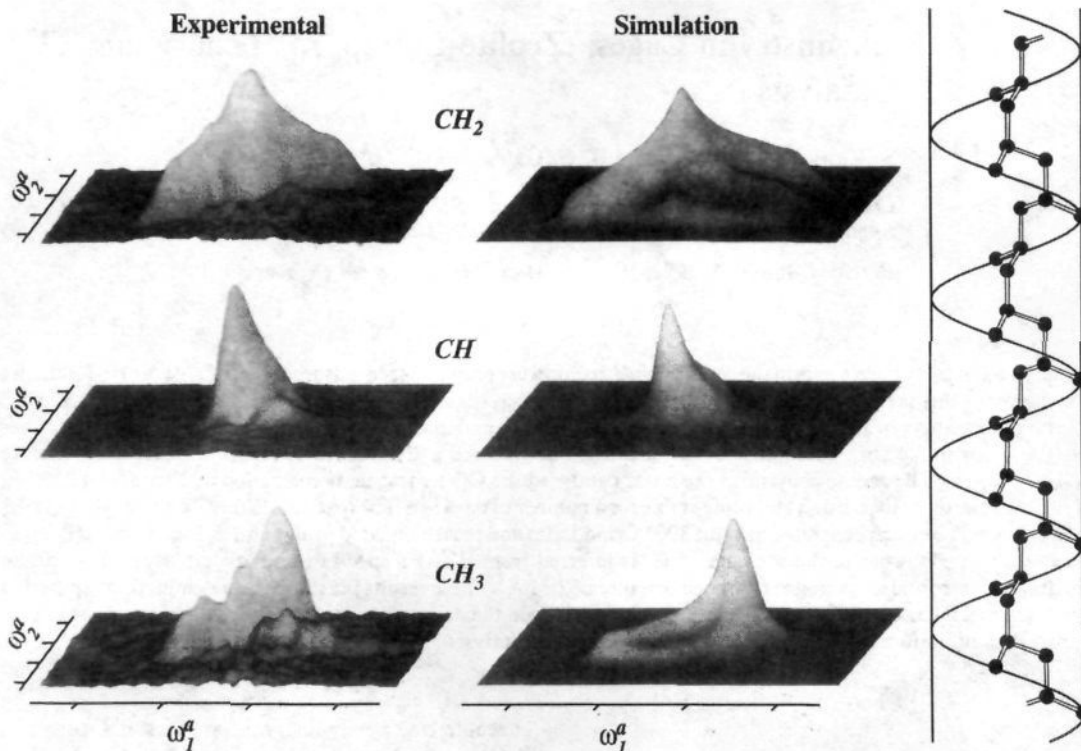 Experimental
Simulation
CH₂
ω₂ᵃ
CH
ω₂ᵃ
CH₃
ω₂ᵃ
ω₁ᵃ
ω₁ᵃ